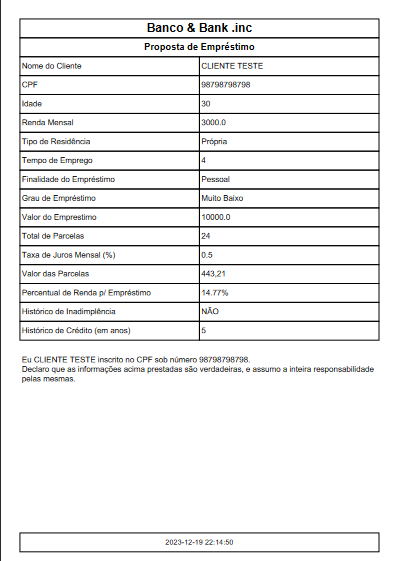 Banco & Bank .inc
Proposta de Empréstimo
Nome do Cliente CLIENTE TESTE
CPF 98798798798
Idade 30
Renda Mensal 3000.0
Tipo de Residência Própria
Tempo de Emprego 4
Finalidade do Empréstimo Pessoal
Grau de Empréstimo Muito Baixo
Valor do Emprestimo 10000.0
Total de Parcelas 24
Taxa de Juros Mensal (%) 0.5
Valor das Parcelas 443,21
Percentual de Renda p/ Empréstimo 14.77%
Histórico de Inadimplência NÃO
Histórico de Crédito (em anos) 5
Eu CLIENTE TESTE inscrito no CPF sob número 98798798798.
Declaro que as informações acima prestadas são verdadeiras, e assumo a inteira responsabilidade
pelas mesmas.
2023-12-19 22:14:50